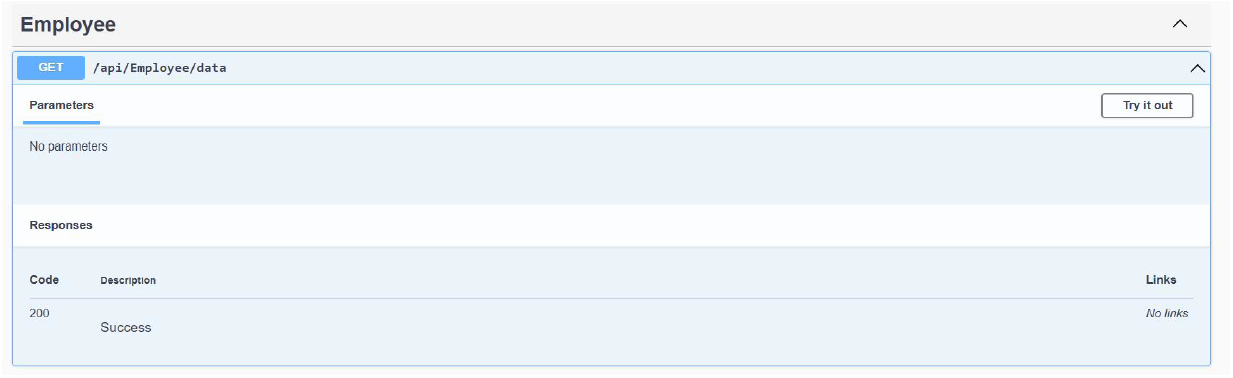 Employee
GET /api/Employee/data
Parameters Try it out
No parameters
Responses
Code Description Links
200 Success No links